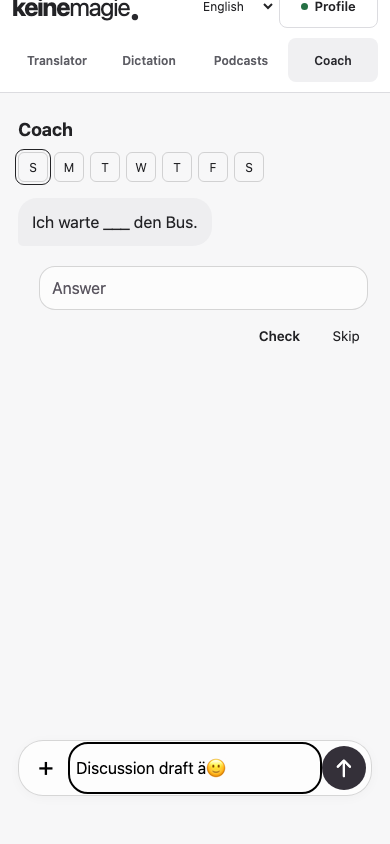 keinemagie.
English
Profile
Translator Dictation Podcasts Coach
Coach
S M T W T F S
Ich warte ___ den Bus.
Answer
Check Skip
+ Discussion draft ä🙂